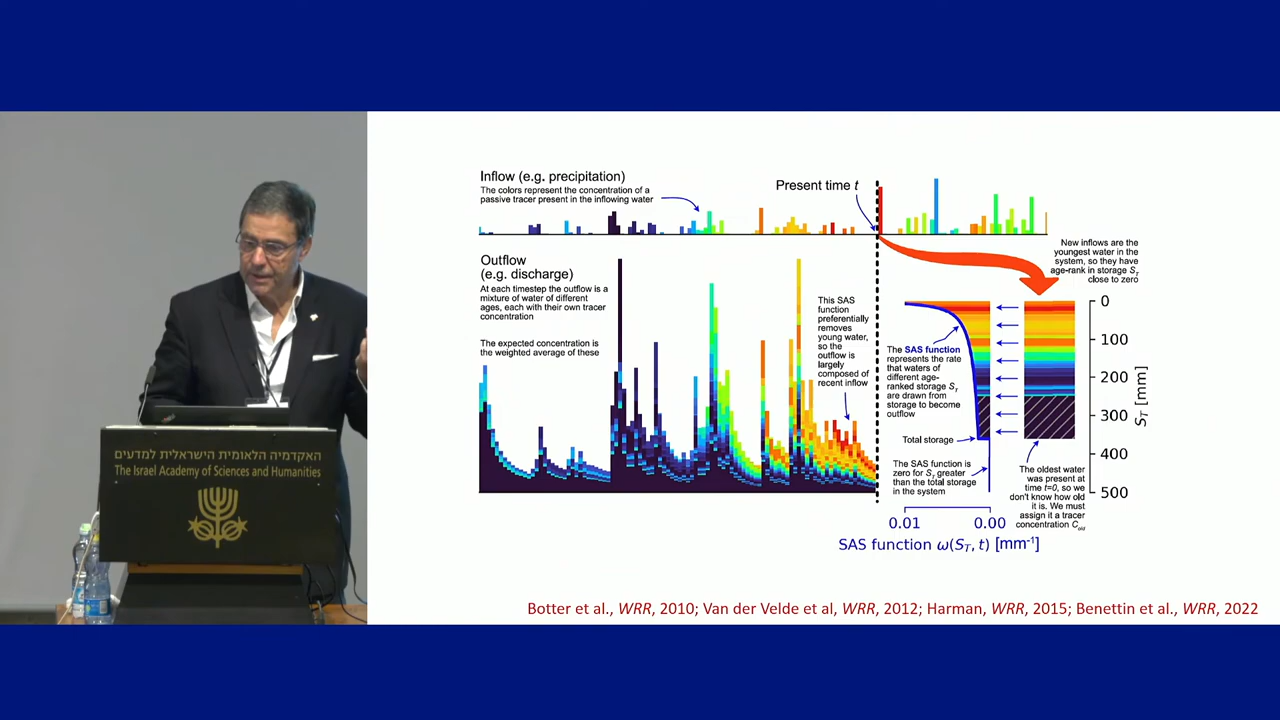 האקדמיה הלאומית הישראלית למדעים
The Israel Academy of Sciences and Humanities
Inflow (e.g. precipitation)
The colors represent the concentration of a
passive tracer present in the inflowing water
Present time t
New inflows are the
youngest water in the
system, so they have
age-rank in storage S_T
close to zero
Outflow
(e.g. discharge)
At each timestep the outflow is a
mixture of water of different
ages, each with their own tracer
concentration
The expected concentration is
the weighted average of these
This SAS
function
preferentially
removes
young water,
so the
outflow is
largely
composed of
recent inflow
The SAS function
represents the rate
that waters of
different age-
ranked storage S_T
are drawn from
storage to become
outflow
Total storage
The SAS function is
zero for S_T greater
than the total storage
in the system
0
100
200
300
400
500
S_T [mm]
The oldest water
was present at
time t=0, so we
don't know how old
it is. We must
assign it a tracer
concentration C_old
0.01 0.00
SAS function ω(S_T, t) [mm⁻¹]
Botter et al., WRR, 2010; Van der Velde et al, WRR, 2012; Harman, WRR, 2015; Benettin et al., WRR, 2022